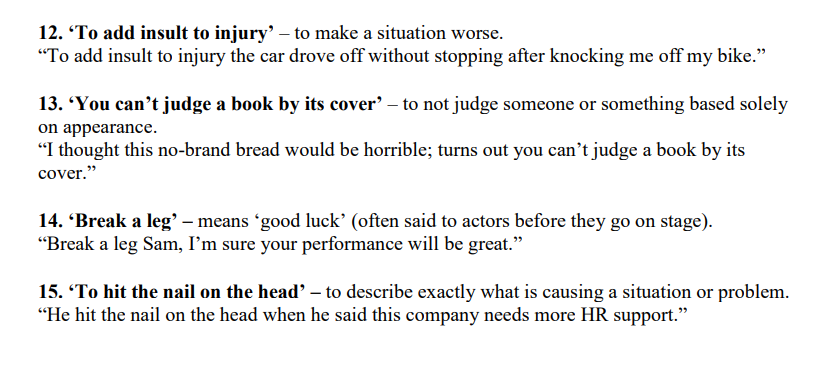 12. ‘To add insult to injury’ – to make a situation worse.
“To add insult to injury the car drove off without stopping after knocking me off my bike.”
13. ‘You can’t judge a book by its cover’ – to not judge someone or something based solely
on appearance.
“I thought this no-brand bread would be horrible; turns out you can’t judge a book by its
cover.”
14. ‘Break a leg’ – means ‘good luck’ (often said to actors before they go on stage).
“Break a leg Sam, I’m sure your performance will be great.”
15. ‘To hit the nail on the head’ – to describe exactly what is causing a situation or problem.
“He hit the nail on the head when he said this company needs more HR support.”